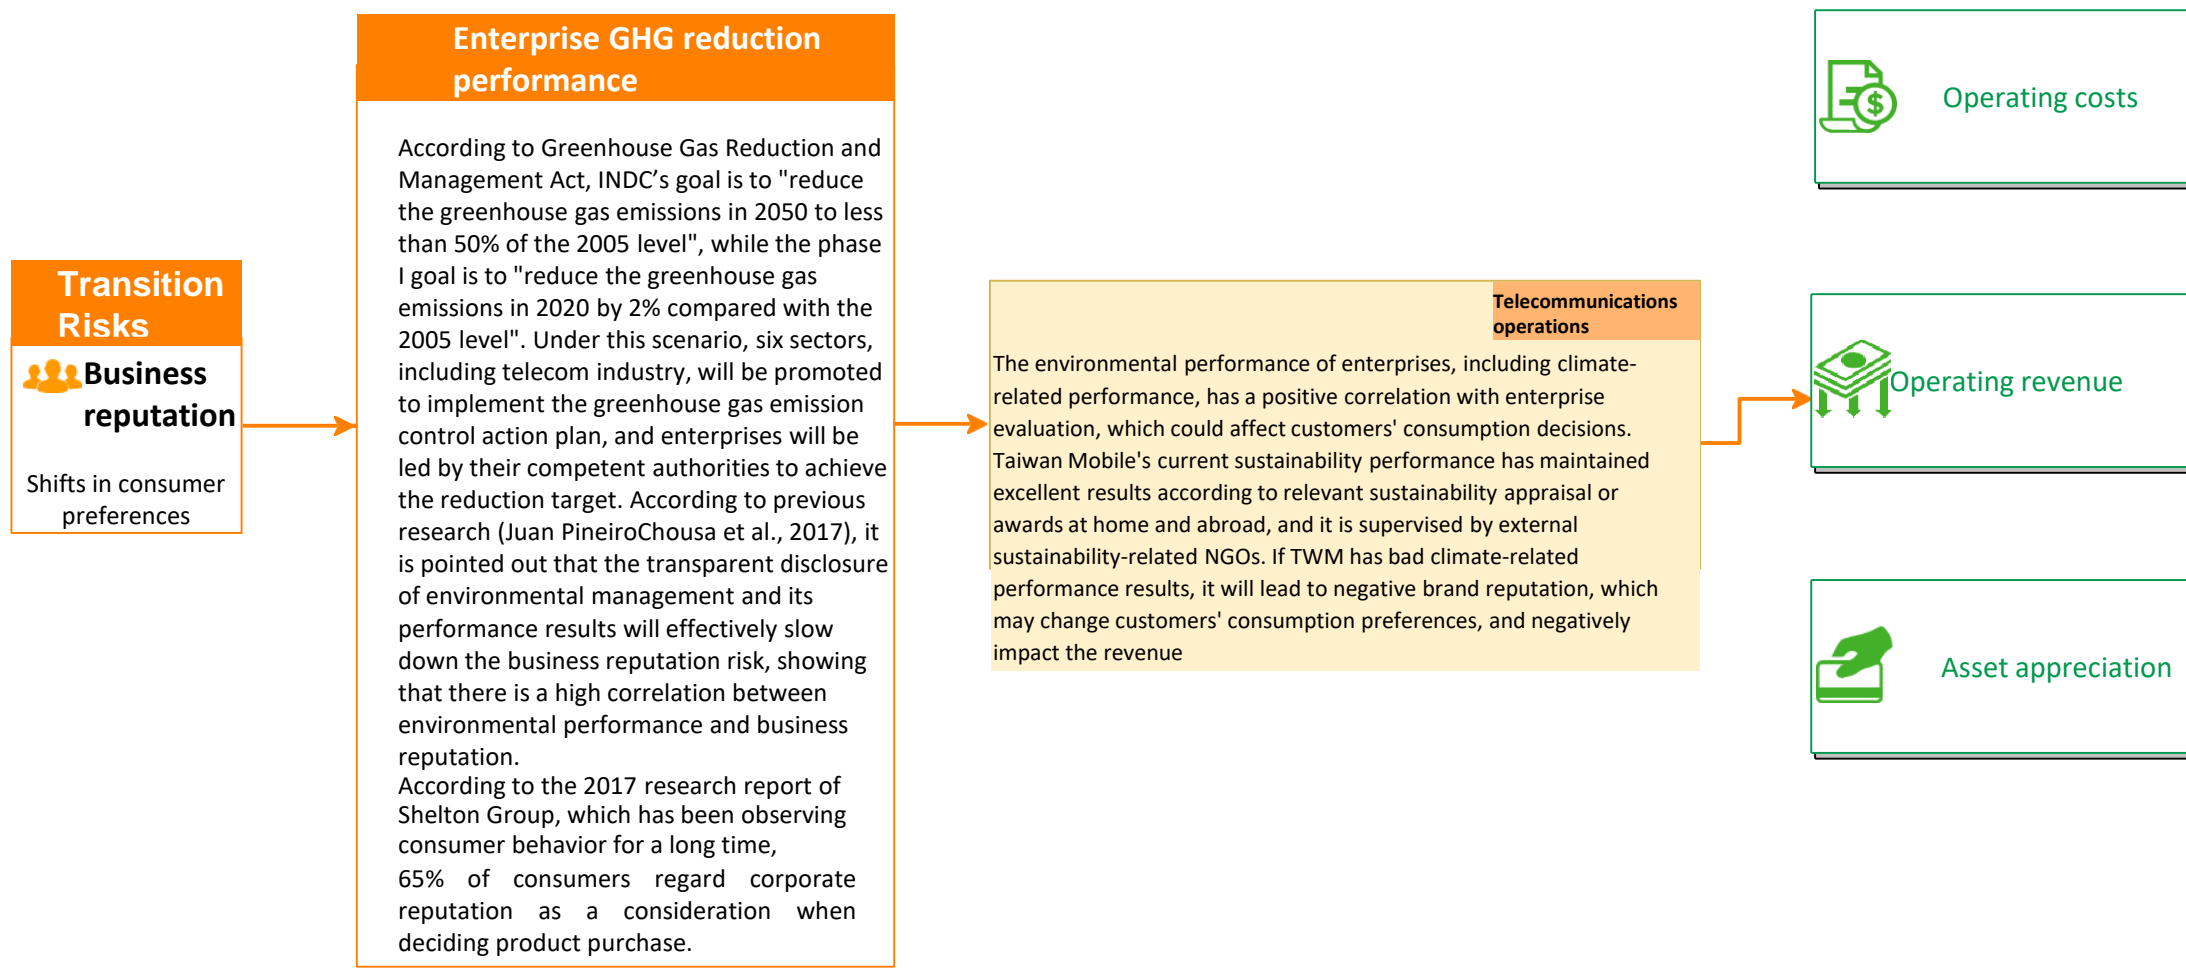 Transition
Risks
Business
reputation
Shifts in consumer
preferences
Enterprise GHG reduction
performance
According to Greenhouse Gas Reduction and
Management Act, INDC’s goal is to "reduce
the greenhouse gas emissions in 2050 to less
than 50% of the 2005 level", while the phase
I goal is to "reduce the greenhouse gas
emissions in 2020 by 2% compared with the
2005 level". Under this scenario, six sectors,
including telecom industry, will be promoted
to implement the greenhouse gas emission
control action plan, and enterprises will be
led by their competent authorities to achieve
the reduction target. According to previous
research (Juan PineiroChousa et al., 2017), it
is pointed out that the transparent disclosure
of environmental management and its
performance results will effectively slow
down the business reputation risk, showing
that there is a high correlation between
environmental performance and business
reputation.
According to the 2017 research report of
Shelton Group, which has been observing
consumer behavior for a long time,
65% of consumers regard corporate
reputation as a consideration when
deciding product purchase.
Telecommunications
operations
The environmental performance of enterprises, including climate-
related performance, has a positive correlation with enterprise
evaluation, which could affect customers' consumption decisions.
Taiwan Mobile's current sustainability performance has maintained
excellent results according to relevant sustainability appraisal or
awards at home and abroad, and it is supervised by external
sustainability-related NGOs. If TWM has bad climate-related
performance results, it will lead to negative brand reputation, which
may change customers' consumption preferences, and negatively
impact the revenue
Operating costs
Operating revenue
Asset appreciation